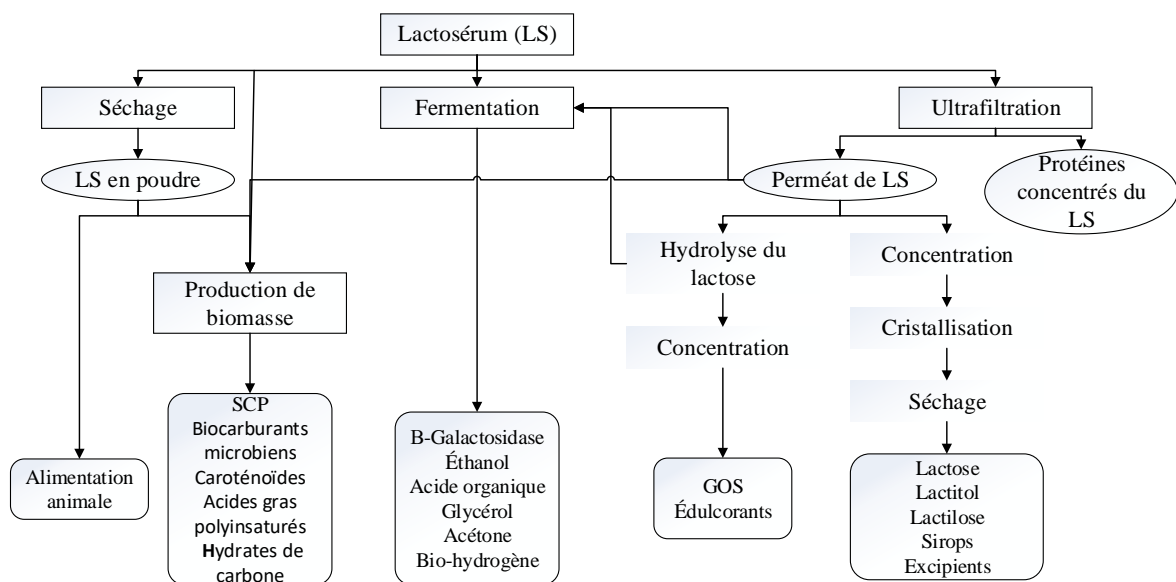 Lactosérum (LS)
Séchage
Fermentation
Ultrafiltration
LS en poudre
Perméat de LS
Protéines
concentrés du
LS
Hydrolyse du
lactose
Concentration
Production de
biomasse
Concentration
Cristallisation
Séchage
Alimentation
animale
SCP
Biocarburants
microbiens
Caroténoïdes
Acides gras
polyinsaturés
Hydrates de
carbone
B-Galactosidase
Éthanol
Acide organique
Glycérol
Acétone
Bio-hydrogène
GOS
Édulcorants
Lactose
Lactitol
Lactilose
Sirops
Excipients